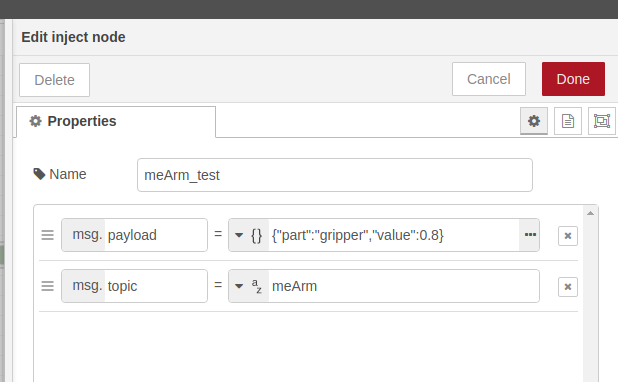 Edit inject node
Delete Cancel Done
Properties
Name meArm_test
msg. payload = {} {"part":"gripper","value":0.8} ...
msg. topic = az meArm